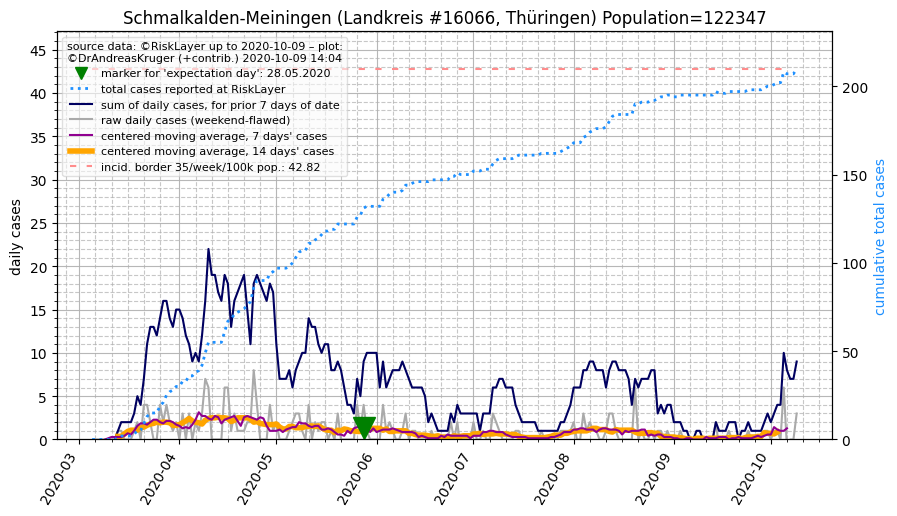 Schmalkalden-Meiningen (Landkreis #16066, Thüringen) Population=122347
source data: ©RiskLayer up to 2020-10-09 – plot:
©DrAndreasKruger (+contrib.) 2020-10-09 14:04
marker for 'expectation day': 28.05.2020
total cases reported at RiskLayer
sum of daily cases, for prior 7 days of date
raw daily cases (weekend-flawed)
centered moving average, 7 days' cases
centered moving average, 14 days' cases
incid. border 35/week/100k pop.: 42.82
daily cases
45
40
35
30
25
20
15
10
5
0
cumulative total cases
200
150
100
50
0
2020-03
2020-04
2020-05
2020-06
2020-07
2020-08
2020-09
2020-10